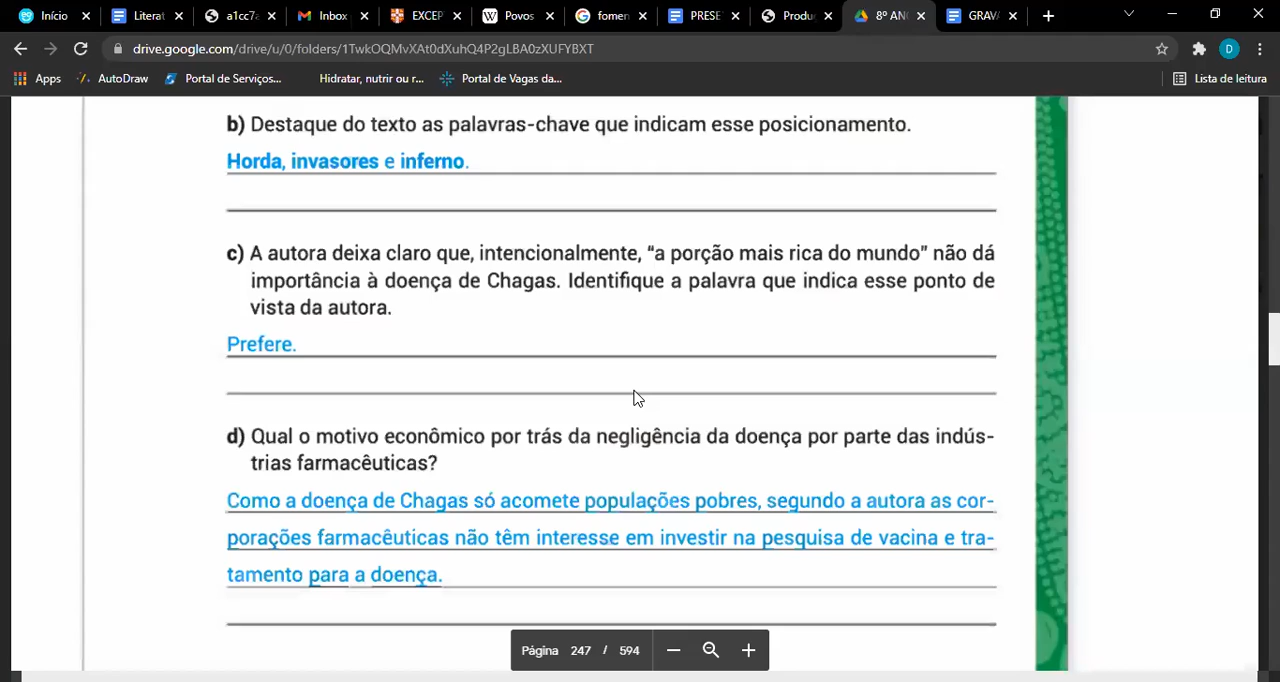 Início
Literat
a1cc7a
Inbox
EXCEP
Povos
fomen
PRESE
Produç
8º ANO
GRAVA
drive.google.com/drive/u/0/folders/1TwkOQMvXAt0dXuhQ4P2gLBA0zXUFYBXT
D
Apps
AutoDraw
Portal de Serviços...
Hidratar, nutrir ou r...
Portal de Vagas da...
Lista de leitura
b) Destaque do texto as palavras-chave que indicam esse posicionamento.
Horda, invasores e inferno.
c) A autora deixa claro que, intencionalmente, “a porção mais rica do mundo” não dá
importância à doença de Chagas. Identifique a palavra que indica esse ponto de
vista da autora.
Prefere.
d) Qual o motivo econômico por trás da negligência da doença por parte das indús-
trias farmacêuticas?
Como a doença de Chagas só acomete populações pobres, segundo a autora as cor-
porações farmacêuticas não têm interesse em investir na pesquisa de vacina e tra-
tamento para a doença.
Página 247 / 594